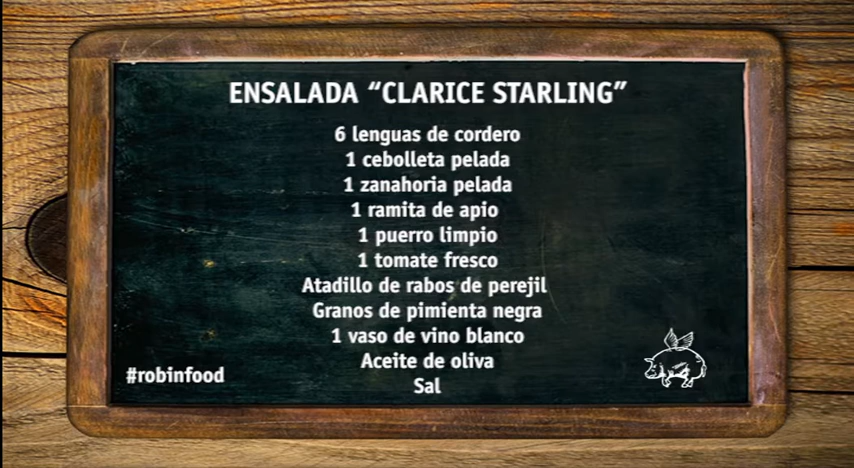 ENSALADA “CLARICE STARLING”
6 lenguas de cordero
1 cebolleta pelada
1 zanahoria pelada
1 ramita de apio
1 puerro limpio
1 tomate fresco
Atadillo de rabos de perejil
Granos de pimienta negra
1 vaso de vino blanco
Aceite de oliva
Sal
#robinfood